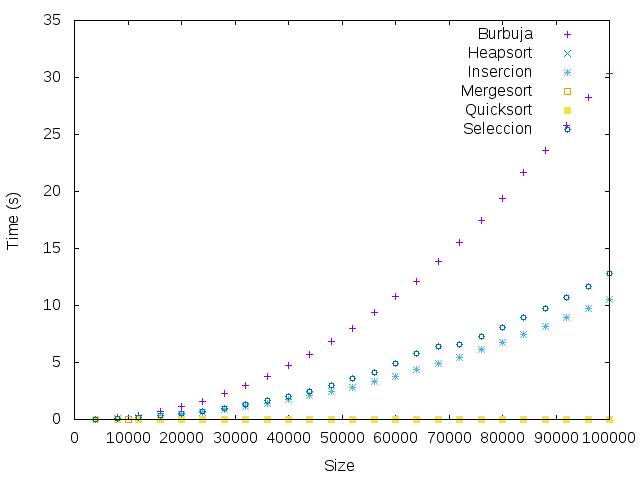 35
30
25
20
15
10
5
0
Time (s)
Burbuja
Heapsort
Insercion
Mergesort
Quicksort
Seleccion
0 10000 20000 30000 40000 50000 60000 70000 80000 90000 100000
Size